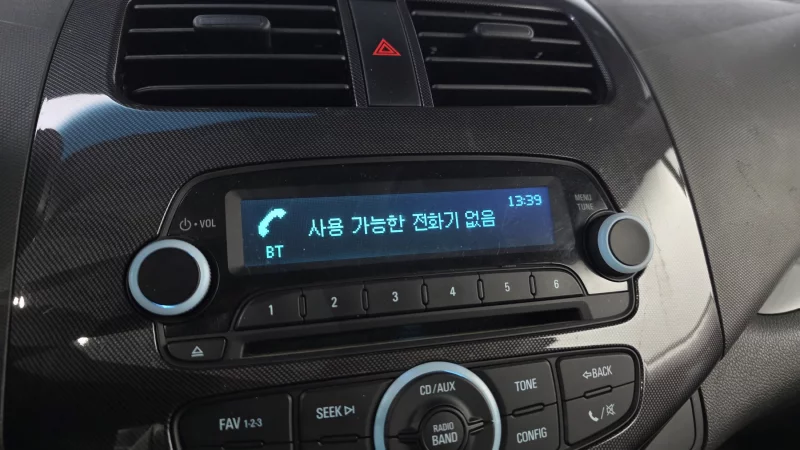 13:39
사용 가능한 전화기 없음
BT
VOL
MENU
TUNE
1 2 3 4 5 6
FAV 1-2-3
SEEK
CD/AUX
TONE
BACK
RADIO
BAND
CONFIG